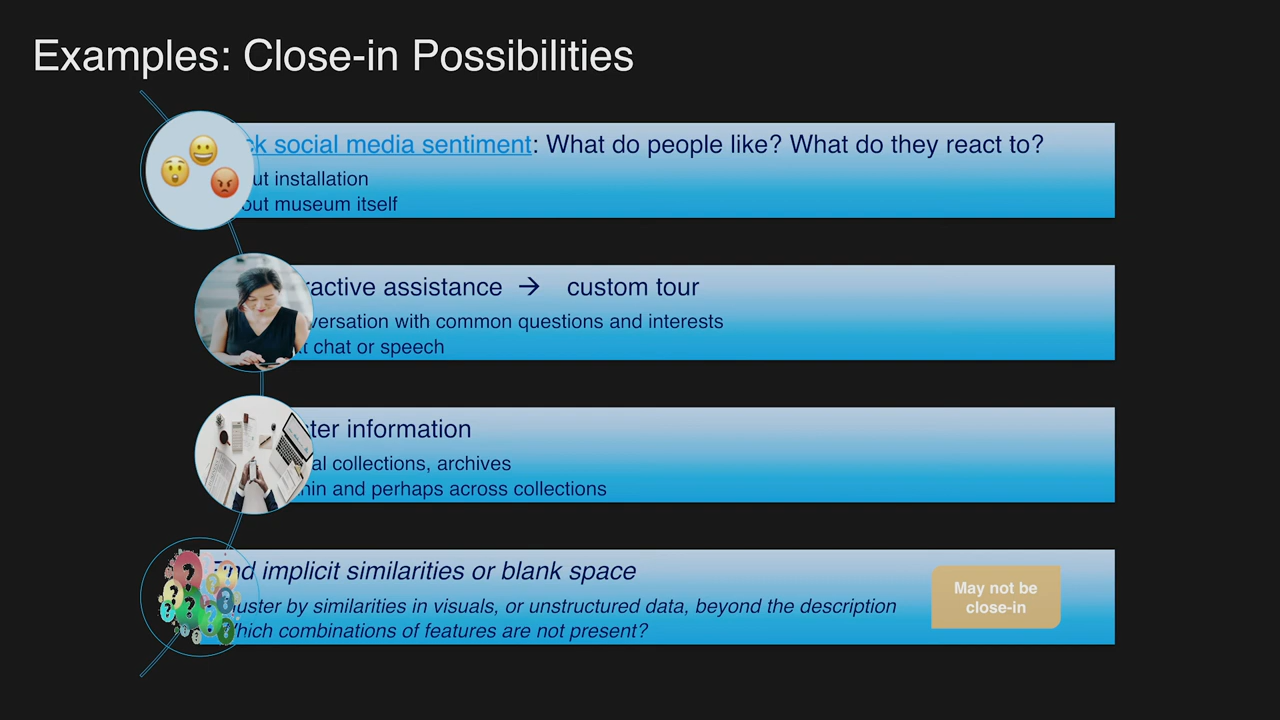 Examples: Close-in Possibilities
ck social media sentiment: What do people like? What do they react to?
ut installation
out museum itself
ractive assistance → custom tour
versation with common questions and interests
t chat or speech
ter information
al collections, archives
hin and perhaps across collections
Find implicit similarities or blank space
luster by similarities in visuals, or unstructured data, beyond the description
Which combinations of features are not present?
May not be
close-in